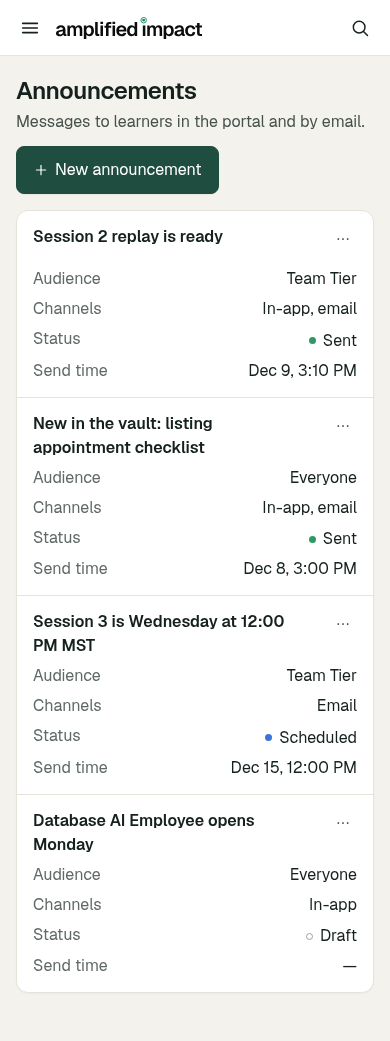 amplified impact
Announcements
Messages to learners in the portal and by email.
+ New announcement
Session 2 replay is ready ...
Audience Team Tier
Channels In-app, email
Status Sent
Send time Dec 9, 3:10 PM
New in the vault: listing ...
appointment checklist
Audience Everyone
Channels In-app, email
Status Sent
Send time Dec 8, 3:00 PM
Session 3 is Wednesday at 12:00 ...
PM MST
Audience Team Tier
Channels Email
Status Scheduled
Send time Dec 15, 12:00 PM
Database AI Employee opens ...
Monday
Audience Everyone
Channels In-app
Status Draft
Send time —